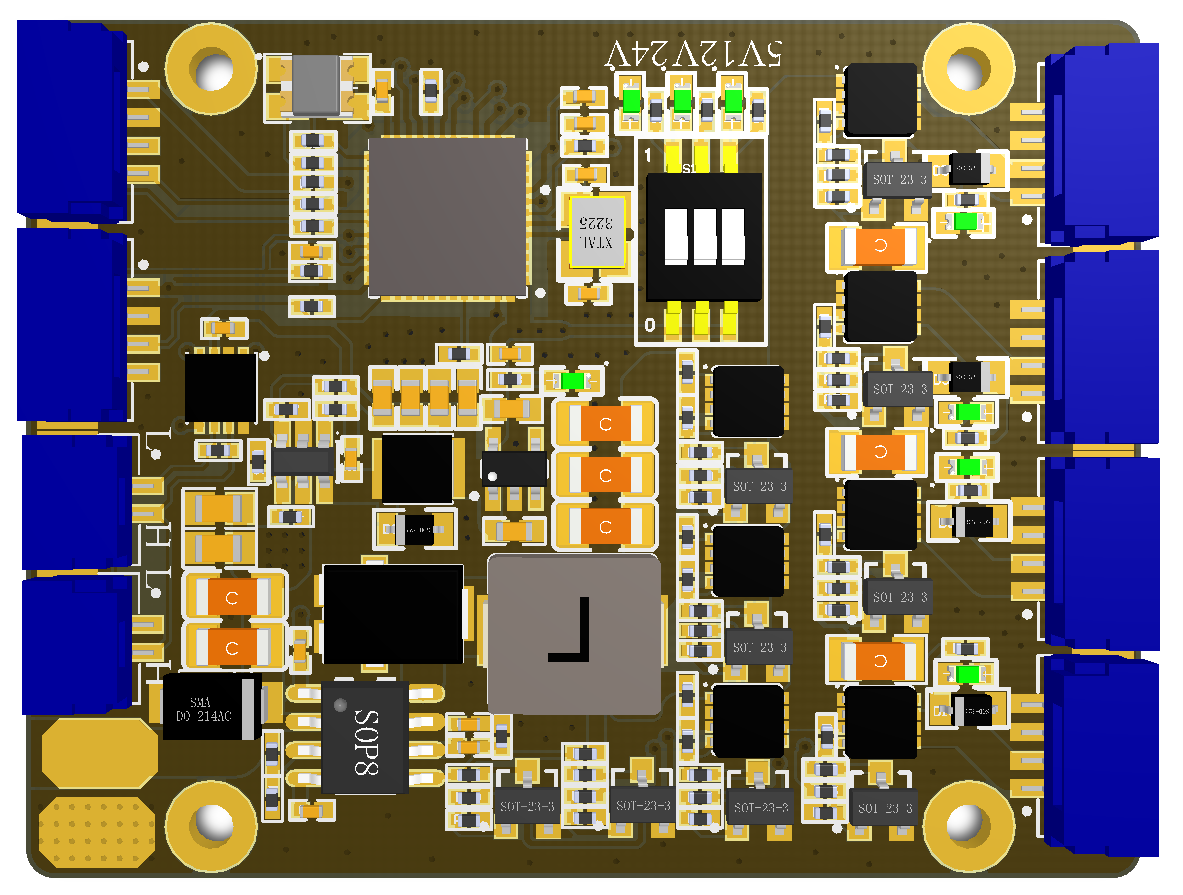 5V12V24V
1
SOT-23-3
XTAL
3225
C
0
SOT-23-3
C
C
C
SOT-23-3
C
H
C
SOT-23-3
L
C
SOT-23-3
C
SMA
DO-214AC
SOP8
SOT-23-3
SOT-23-3
SOT-23-3
SOT-23-3